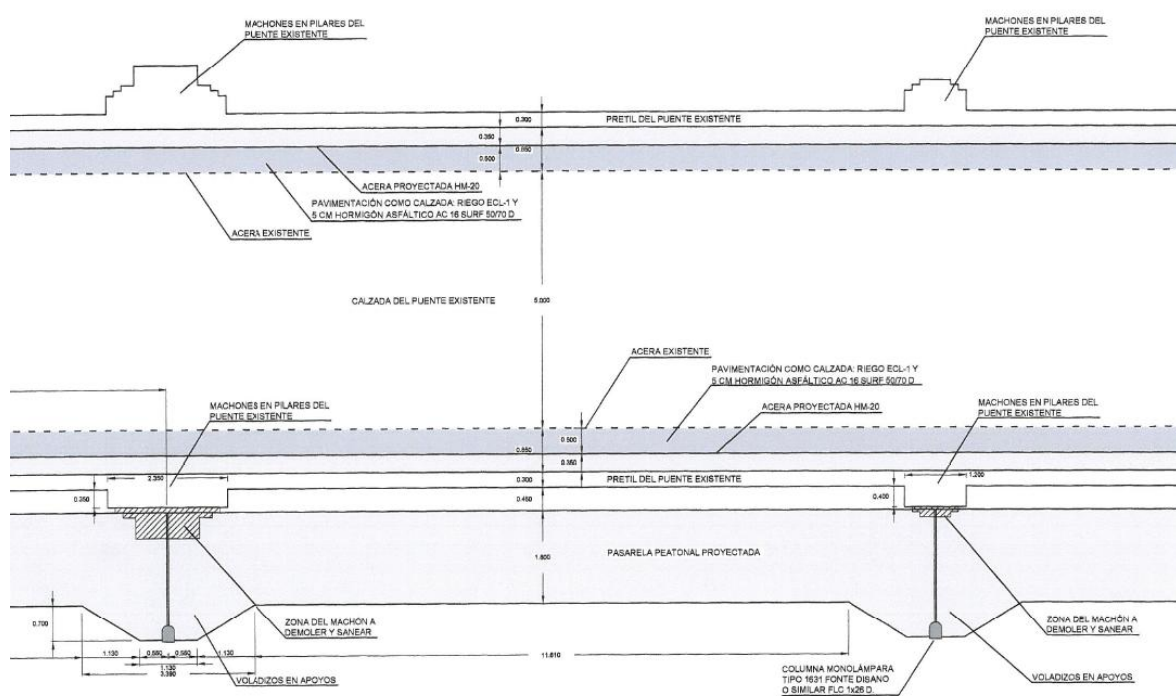 MACHONES EN PILARES DEL
PUENTE EXISTENTE
MACHONES EN PILARES DEL
PUENTE EXISTENTE
0.300
PRETIL DEL PUENTE EXISTENTE
0.350
0.850
0.500
ACERA PROYECTADA HM-20
PAVIMENTACIÓN COMO CALZADA: RIEGO ECL-1 Y
5 CM HORMIGÓN ASFÁLTICO AC 16 SURF 50/70 D
ACERA EXISTENTE
CALZADA DEL PUENTE EXISTENTE
5.000
ACERA EXISTENTE
PAVIMENTACIÓN COMO CALZADA: RIEGO ECL-1 Y
5 CM HORMIGÓN ASFÁLTICO AC 16 SURF 50/70 D
MACHONES EN PILARES DEL
PUENTE EXISTENTE
ACERA PROYECTADA HM-20
MACHONES EN PILARES DEL
PUENTE EXISTENTE
0.500
0.850
0.350
2.350
0.300
PRETIL DEL PUENTE EXISTENTE
1.200
0.350
0.450
0.400
PASARELA PEATONAL PROYECTADA
1.800
0.700
ZONA DEL MACHON A
DEMOLER Y SANEAR
ZONA DEL MACHÓN A
DEMOLER Y SANEAR
1.130
1.130
1.130
11.610
VOLADIZOS EN APOYOS
COLUMNA MONOLÁMPARA
TIPO 1631 FONTE DISANO
O SIMILAR FLC 1x26 D.
VOLADIZOS EN APOYOS